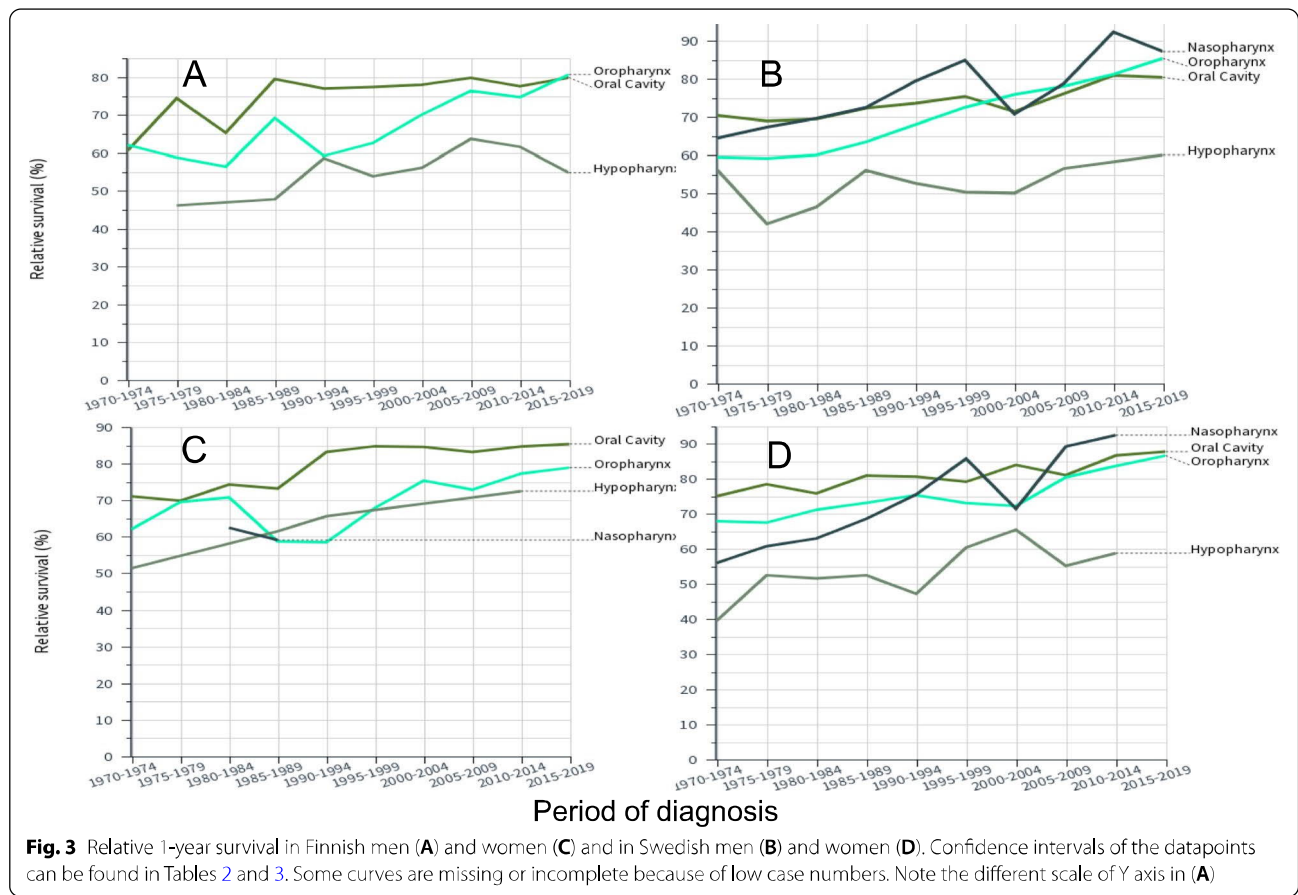 A
80
70
60
50
40
30
20
10
0
Relative survival (%)
Oropharynx
Oral Cavity
Hypopharynx
1970-1974 1975-1979 1980-1984 1985-1989 1990-1994 1995-1999 2000-2004 2005-2009 2010-2014 2015-2019
B
90
80
70
60
50
40
30
20
10
0
Nasopharynx
Oropharynx
Oral Cavity
Hypopharynx
1970-1974 1975-1979 1980-1984 1985-1989 1990-1994 1995-1999 2000-2004 2005-2009 2010-2014 2015-2019
C
90
80
70
60
50
40
30
20
10
0
Relative survival (%)
Oral Cavity
Oropharynx
Hypopharynx
Nasopharynx
1970-1974 1975-1979 1980-1984 1985-1989 1990-1994 1995-1999 2000-2004 2005-2009 2010-2014 2015-2019
D
90
80
70
60
50
40
30
20
10
0
Nasopharynx
Oral Cavity
Oropharynx
Hypopharynx
1970-1974 1975-1979 1980-1984 1985-1989 1990-1994 1995-1999 2000-2004 2005-2009 2010-2014 2015-2019
Period of diagnosis
Fig. 3 Relative 1-year survival in Finnish men (A) and women (C) and in Swedish men (B) and women (D). Confidence intervals of the datapoints
can be found in Tables 2 and 3. Some curves are missing or incomplete because of low case numbers. Note the different scale of Y axis in (A)